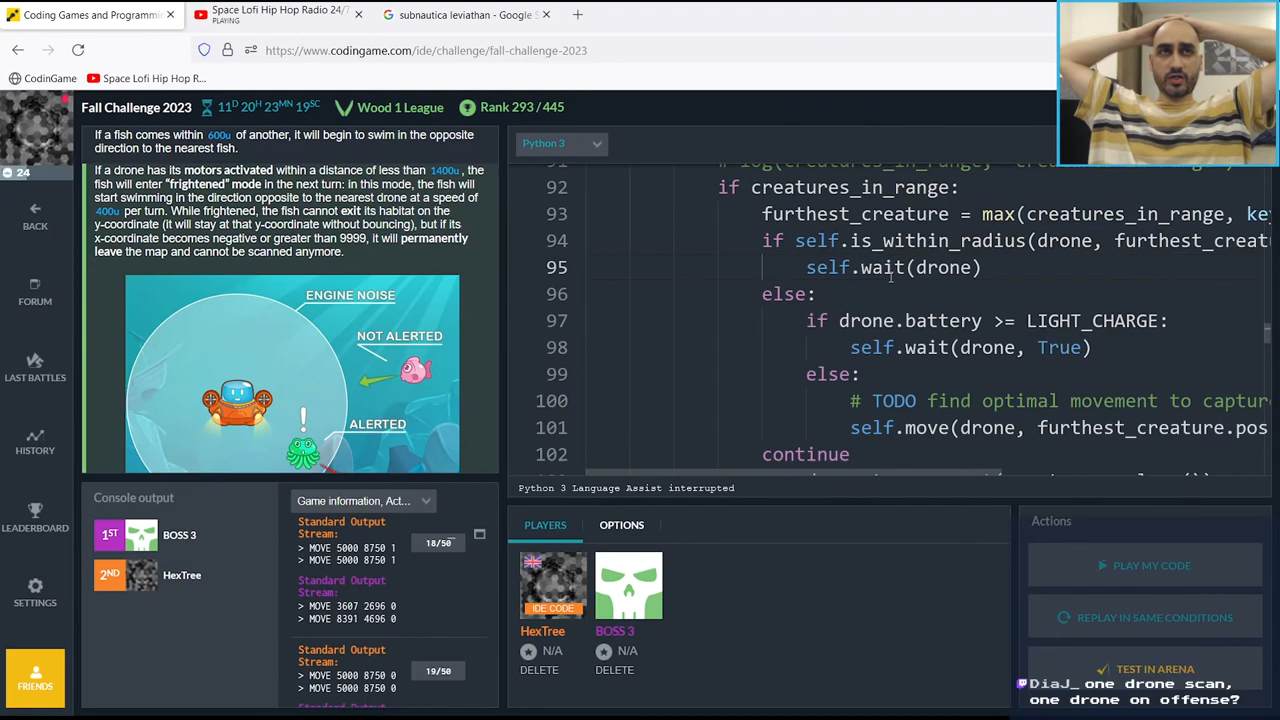 Coding Games and Programmi
Space Lofi Hip Hop Radio 24/7
PLAYING
subnautica leviathan - Google S
https://www.codingame.com/ide/challenge/fall-challenge-2023
CodinGame
Space Lofi Hip Hop R...
Fall Challenge 2023
11D 20H 23MN 19SC
Wood 1 League
Rank 293 / 445
24
BACK
FORUM
LAST BATTLES
HISTORY
LEADERBOARD
SETTINGS
FRIENDS
If a fish comes within 600u of another, it will begin to swim in the opposite
direction to the nearest fish.
If a drone has its motors activated within a distance of less than 1400u, the
fish will enter "frightened" mode in the next turn: in this mode, the fish will
start swimming in the direction opposite to the nearest drone at a speed of
400u per turn. While frightened, the fish cannot exit its habitat on the
y-coordinate (it will stay at that y-coordinate without bouncing), but if its
x-coordinate becomes negative or greater than 9999, it will permanently
leave the map and cannot be scanned anymore.
ENGINE NOISE
NOT ALERTED
!
ALERTED
Python 3
92 if creatures_in_range:
93 furthest_creature = max(creatures_in_range, key
94 if self.is_within_radius(drone, furthest_creat
95 self.wait(drone)
96 else:
97 if drone.battery >= LIGHT_CHARGE:
98 self.wait(drone, True)
99 else:
100 # TODO find optimal movement to captur
101 self.move(drone, furthest_creature.pos
102 continue
Python 3 Language Assist interrupted
Console output
1ST BOSS 3
2ND HexTree
Game information, Act...
Standard Output
Stream:
> MOVE 5000 8750 1
> MOVE 5000 8750 1
18/50
Standard Output
Stream:
> MOVE 3607 2696 0
> MOVE 8391 4696 0
Standard Output
Stream:
> MOVE 5000 8750 0
> MOVE 5000 8750 0
19/50
PLAYERS
OPTIONS
IDE CODE
HexTree
N/A
DELETE
BOSS 3
N/A
DELETE
Actions
PLAY MY CODE
REPLAY IN SAME CONDITIONS
TEST IN ARENA
DiaJ_ one drone scan,
one drone on offense?